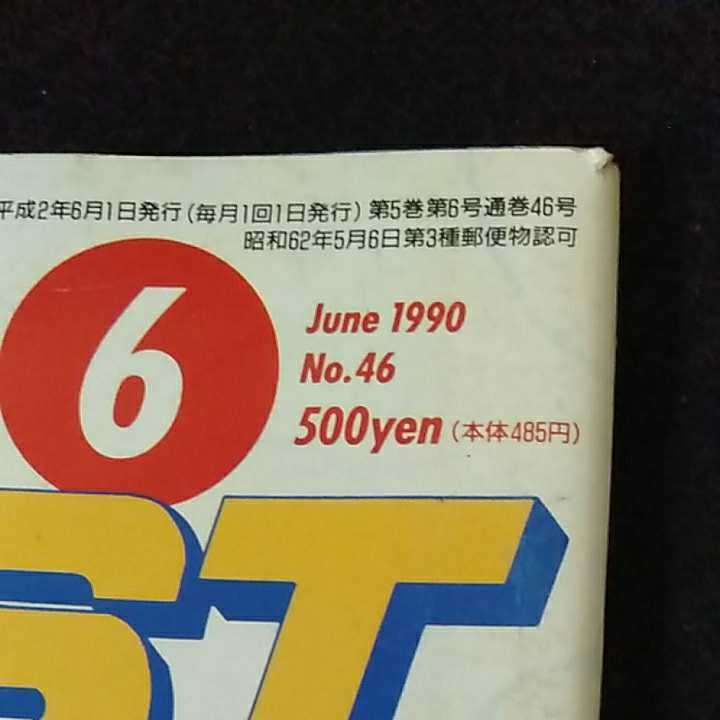 平成2年6月1日発行(毎月1回1日発行)第5巻第6号通巻46号
昭和62年5月6日第3種郵便物認可
6
June 1990
No.46
500yen (本体485円)
ST